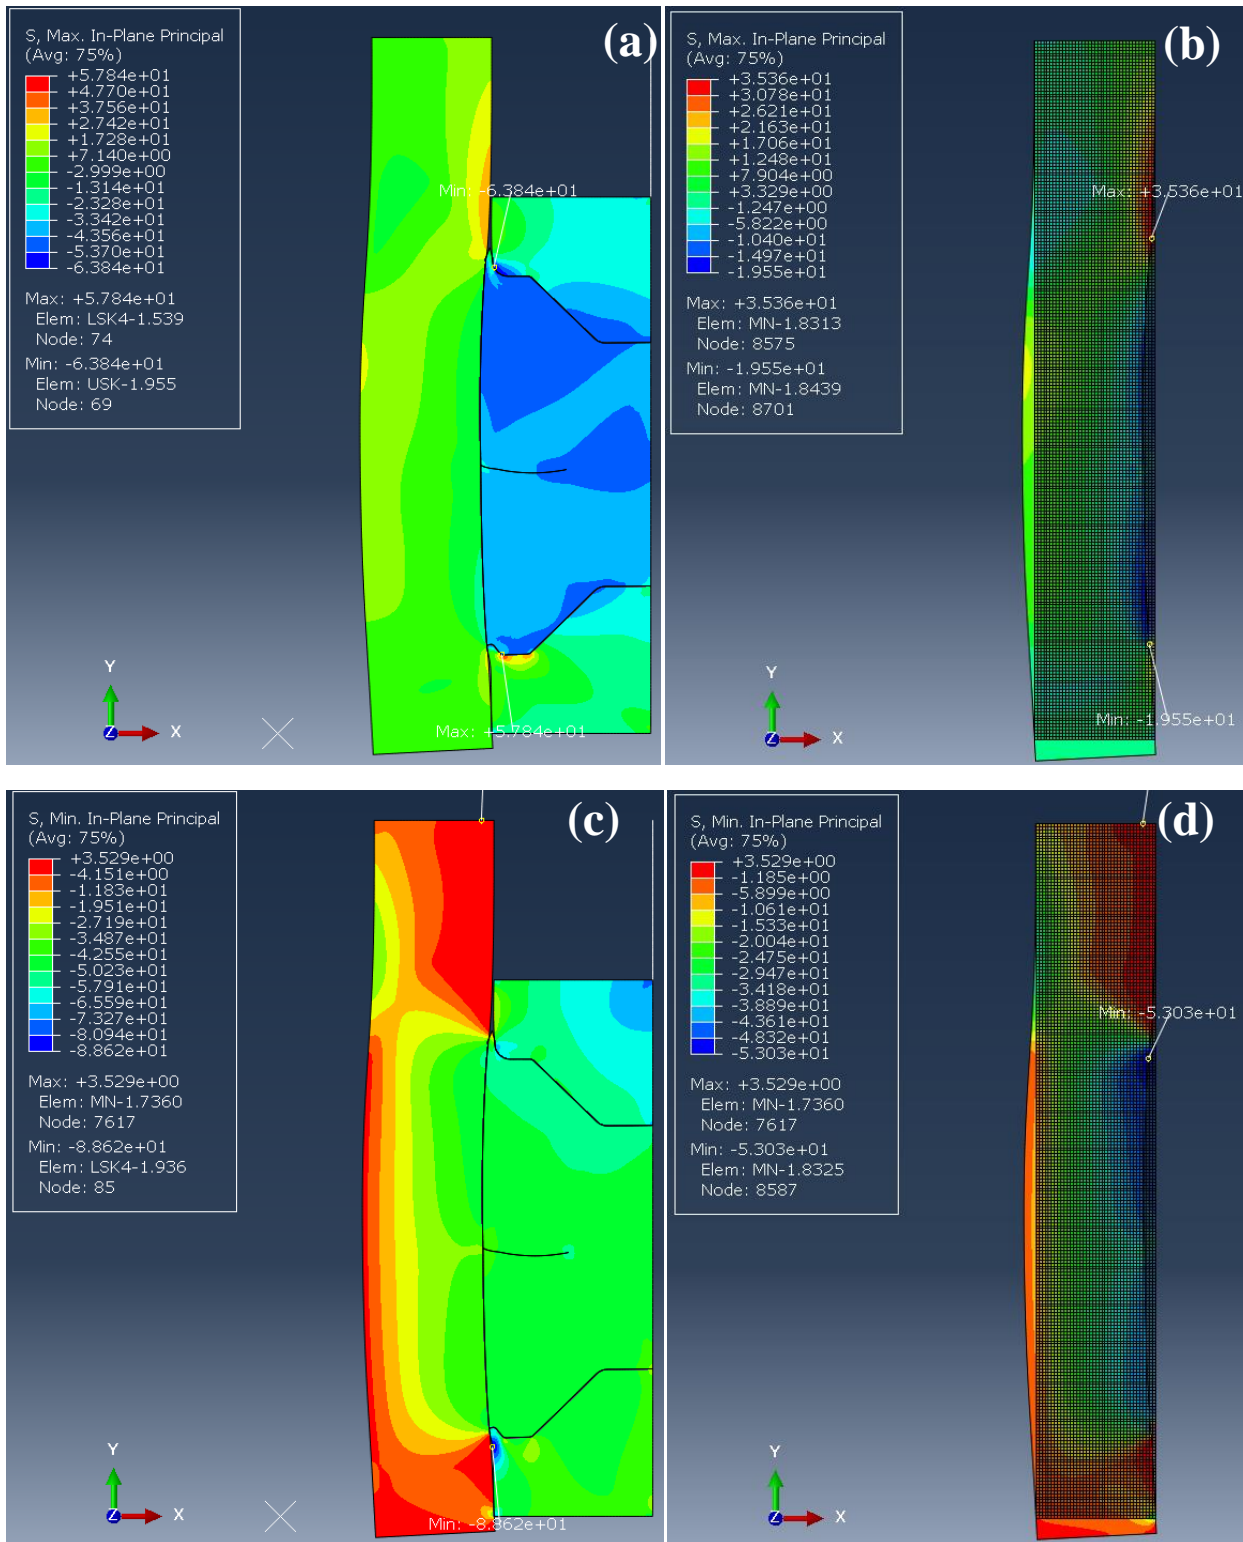 (a)
S, Max. In-Plane Principal
(Avg: 75%)
+5.784e+01
+4.770e+01
+3.756e+01
+2.742e+01
+1.728e+01
+7.140e+00
-2.999e+00
-1.314e+01
-2.328e+01
-3.342e+01
-4.356e+01
-5.370e+01
-6.384e+01
Max: +5.784e+01
Elem: LSK4-1.539
Node: 74
Min: -6.384e+01
Elem: USK-1.955
Node: 69
Min: -6.384e+01
Max: +5.784e+01
Y
Z
X
(b)
S, Max. In-Plane Principal
(Avg: 75%)
+3.536e+01
+3.078e+01
+2.621e+01
+2.163e+01
+1.706e+01
+1.248e+01
+7.904e+00
+3.329e+00
-1.247e+00
-5.822e+00
-1.040e+01
-1.497e+01
-1.955e+01
Max: +3.536e+01
Elem: MN-1.8313
Node: 8575
Min: -1.955e+01
Elem: MN-1.8439
Node: 8701
Max: +3.536e+01
Min: -1.955e+01
Y
Z
X
(c)
S, Min. In-Plane Principal
(Avg: 75%)
+3.529e+00
-4.151e+00
-1.183e+01
-1.951e+01
-2.719e+01
-3.487e+01
-4.255e+01
-5.023e+01
-5.791e+01
-6.559e+01
-7.327e+01
-8.094e+01
-8.862e+01
Max: +3.529e+00
Elem: MN-1.7360
Node: 7617
Min: -8.862e+01
Elem: LSK4-1.936
Node: 85
Min: -8.862e+01
Y
Z
X
(d)
S, Min. In-Plane Principal
(Avg: 75%)
+3.529e+00
-1.185e+00
-5.899e+00
-1.061e+01
-1.533e+01
-2.004e+01
-2.475e+01
-2.947e+01
-3.418e+01
-3.889e+01
-4.361e+01
-4.832e+01
-5.303e+01
Max: +3.529e+00
Elem: MN-1.7360
Node: 7617
Min: -5.303e+01
Elem: MN-1.8325
Node: 8587
Min: -5.303e+01
Y
Z
X